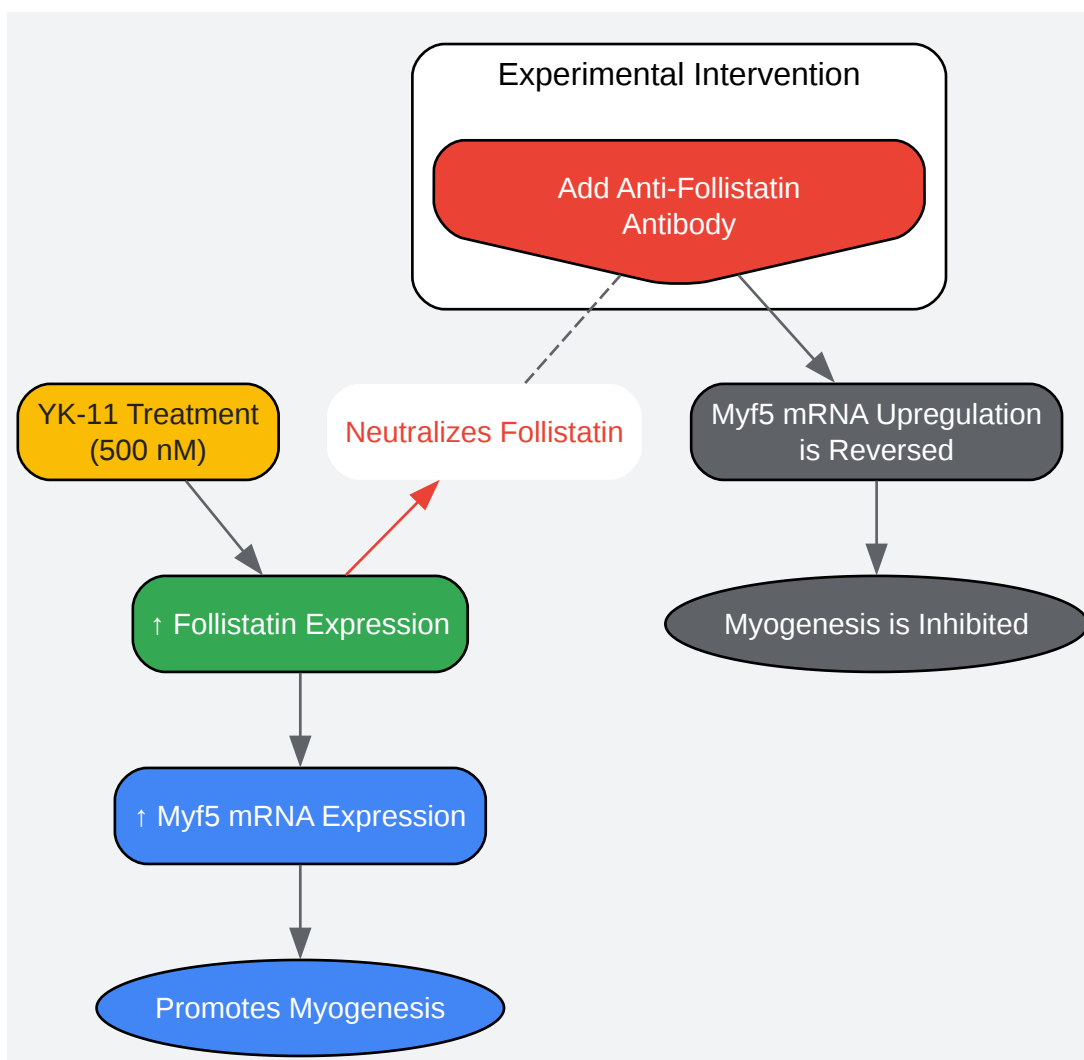 Experimental Intervention
Add Anti-Follistatin
Antibody
YK-11 Treatment
(500 nM)
Neutralizes Follistatin
Myf5 mRNA Upregulation
is Reversed
↑ Follistatin Expression
Myogenesis is Inhibited
↑ Myf5 mRNA Expression
Promotes Myogenesis